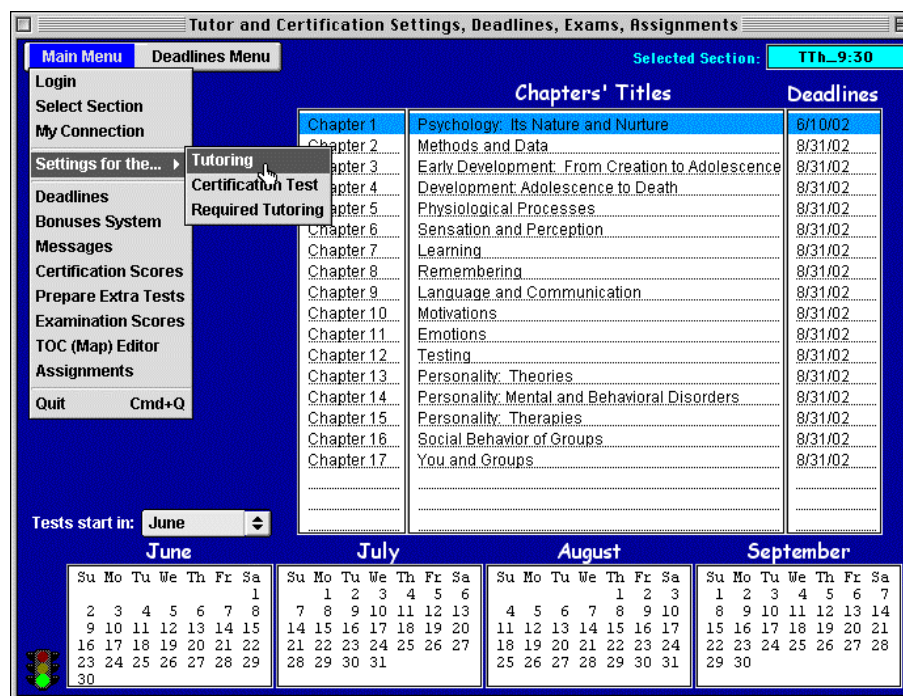 Tutor and Certification Settings, Deadlines, Exams, Assignments
Main Menu Deadlines Menu Selected Section: TTh_9:30
Login
Select Section
My Connection
Settings for the...
Deadlines
Bonuses System
Messages
Certification Scores
Prepare Extra Tests
Examination Scores
TOC (Map) Editor
Assignments
Quit Cmd+Q
Tutoring
Certification Test
Required Tutoring
Chapters' Titles Deadlines
Chapter 1 Psychology: Its Nature and Nurture 6/10/02
Chapter 2 Methods and Data 8/31/02
apter 3 Early Development: From Creation to Adolescence 8/31/02
apter 4 Development: Adolescence to Death 8/31/02
apter 5 Physiological Processes 8/31/02
Chapter 6 Sensation and Perception 8/31/02
Chapter 7 Learning 8/31/02
Chapter 8 Remembering 8/31/02
Chapter 9 Language and Communication 8/31/02
Chapter 10 Motivations 8/31/02
Chapter 11 Emotions 8/31/02
Chapter 12 Testing 8/31/02
Chapter 13 Personality: Theories 8/31/02
Chapter 14 Personality: Mental and Behavioral Disorders 8/31/02
Chapter 15 Personality: Therapies 8/31/02
Chapter 16 Social Behavior of Groups 8/31/02
Chapter 17 You and Groups 8/31/02
Tests start in: June
June
Su Mo Tu We Th Fr Sa
1
2 3 4 5 6 7 8
9 10 11 12 13 14 15
16 17 18 19 20 21 22
23 24 25 26 27 28 29
30
July
Su Mo Tu We Th Fr Sa
1 2 3 4 5 6
7 8 9 10 11 12 13
14 15 16 17 18 19 20
21 22 23 24 25 26 27
28 29 30 31
August
Su Mo Tu We Th Fr Sa
1 2 3
4 5 6 7 8 9 10
11 12 13 14 15 16 17
18 19 20 21 22 23 24
25 26 27 28 29 30 31
September
Su Mo Tu We Th Fr Sa
1 2 3 4 5 6 7
8 9 10 11 12 13 14
15 16 17 18 19 20 21
22 23 24 25 26 27 28
29 30